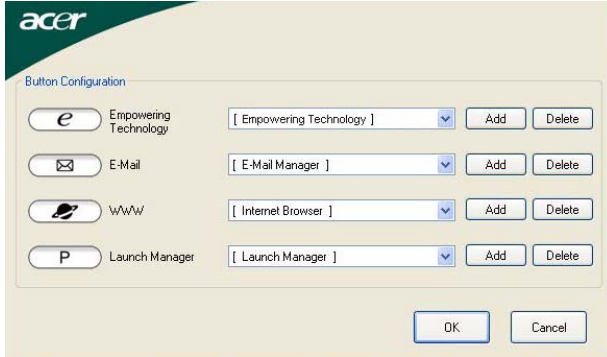 acer
Button Configuration
e Empowering Technology [ Empowering Technology ] Add Delete
E-Mail [ E-Mail Manager ] Add Delete
WWW [ Internet Browser ] Add Delete
P Launch Manager [ Launch Manager ] Add Delete
OK Cancel